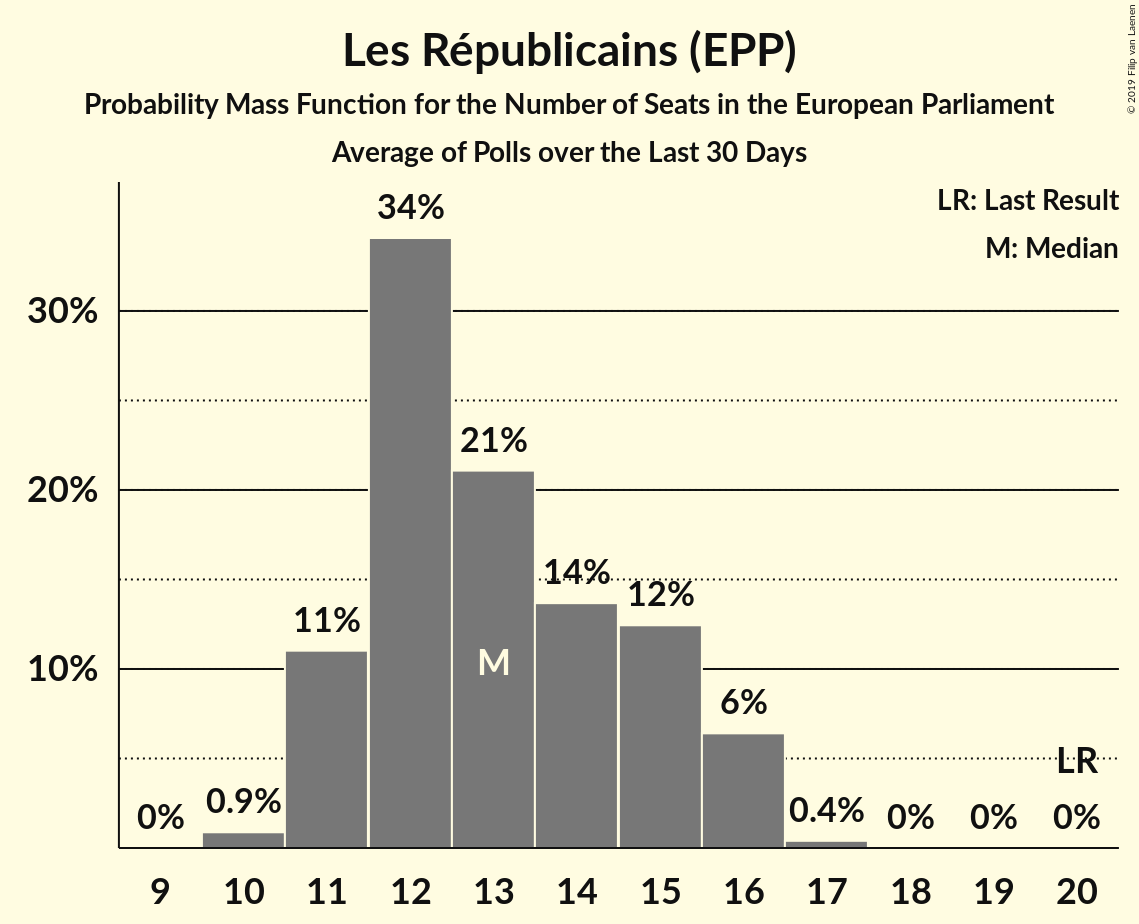 Les Républicains (EPP)
Probability Mass Function for the Number of Seats in the European Parliament
Average of Polls over the Last 30 Days
© 2019 Filip van Laenen
LR: Last Result
M: Median
34%
30%
21%
20%
14%
12%
11%
M
10%
6%
LR
0% 0.9% 0.4% 0% 0% 0%
9 10 11 12 13 14 15 16 17 18 19 20